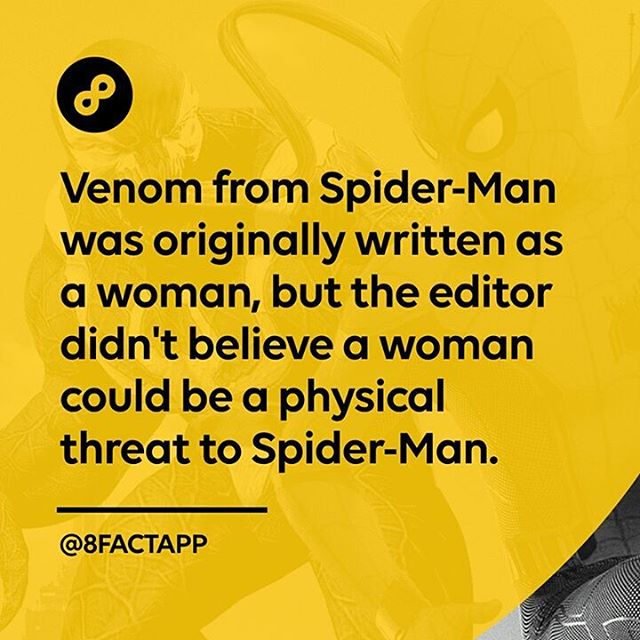 Venom from Spider-Man
was originally written as
a woman, but the editor
didn't believe a woman
could be a physical
threat to Spider-Man.
@8FACTAPP